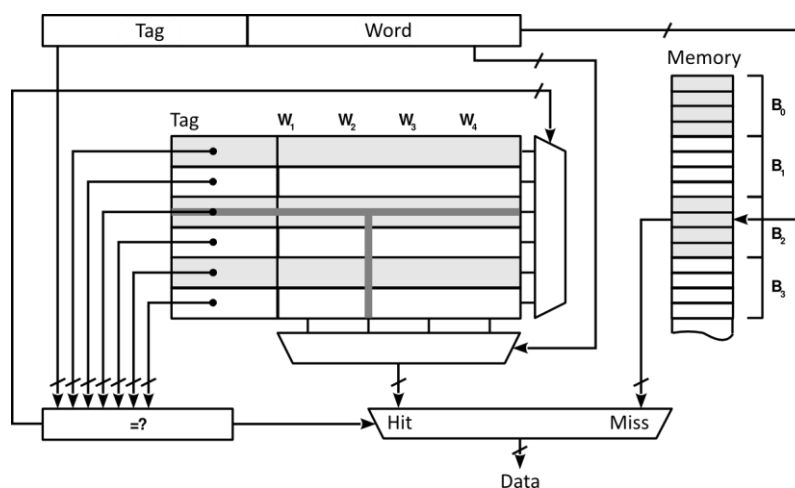 Tag Word
Memory
Tag W1 W2 W3 W4
B0
B1
B2
B3
=? Hit Miss
Data